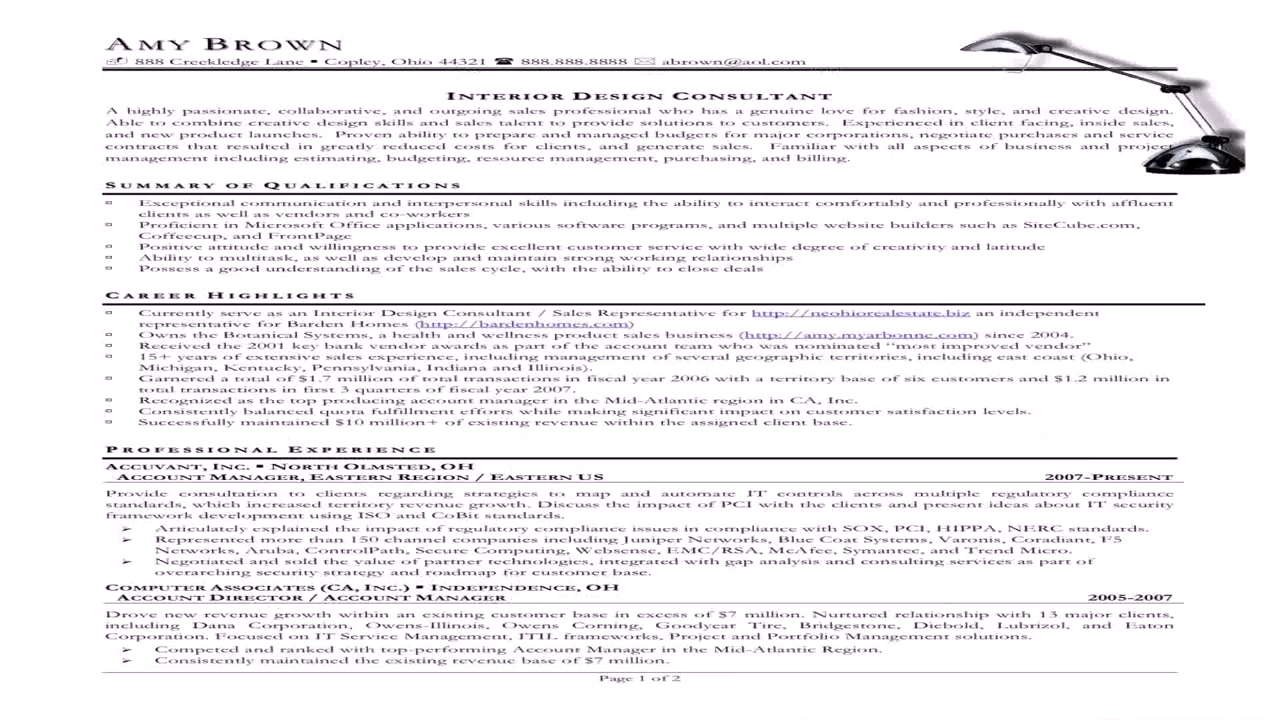 AMY BROWN
888 Creekledge Lane • Copley, Ohio 44321 ☎ 888.888.8888 ✉ abrown@aol.com
INTERIOR DESIGN CONSULTANT
A highly passionate, collaborative, and outgoing sales professional who has a genuine love for fashion, style, and creative design.
Able to combine creative design skills and sales talent to provide solutions to customers. Experienced in client facing, inside sales,
and new product launches. Proven ability to prepare and managed budgets for major corporations, negotiate purchases and service
contracts that resulted in greatly reduced costs for clients, and generate sales. Familiar with all aspects of business and project
management including estimating, budgeting, resource management, purchasing, and billing.
SUMMARY OF QUALIFICATIONS
Exceptional communication and interpersonal skills including the ability to interact comfortably and professionally with affluent
clients as well as vendors and co-workers
Proficient in Microsoft Office applications, various software programs, and multiple website builders such as SiteCube.com,
Coffeecup, and FrontPage
Positive attitude and willingness to provide excellent customer service with wide degree of creativity and latitude
Ability to multitask, as well as develop and maintain strong working relationships
Possess a good understanding of the sales cycle, with the ability to close deals
CAREER HIGHLIGHTS
Currently serve as an Interior Design Consultant / Sales Representative for http://neohiorealestate.biz an independent
representative for Barden Homes (http://bardenhomes.com)
Owns the Botanical Systems, a health and wellness product sales business (http://amy.myarbonne.com) since 2004.
Received the 2001 key bank vendor awards as part of the account team who was nominated “most improved vendor”
15+ years of extensive sales experience, including management of several geographic territories, including east coast (Ohio,
Michigan, Kentucky, Pennsylvania, Indiana and Illinois).
Garnered a total of $1.7 million of total transactions in fiscal year 2006 with a territory base of six customers and $1.2 million in
total transactions in first 3 quarters of fiscal year 2007.
Recognized as the top producing account manager in the Mid-Atlantic region in CA, Inc.
Consistently balanced quota fulfillment efforts while making significant impact on customer satisfaction levels.
Successfully maintained $10 million+ of existing revenue within the assigned client base.
PROFESSIONAL EXPERIENCE
ACCUVANT, INC. ▪ NORTH OLMSTED, OH
ACCOUNT MANAGER, EASTERN REGION / EASTERN US 2007-PRESENT
Provide consultation to clients regarding strategies to map and automate IT controls across multiple regulatory compliance
standards, which increased territory revenue growth. Discuss the impact of PCI with the clients and present ideas about IT security
framework development using ISO and CoBit standards.
Articulately explained the impact of regulatory compliance issues in compliance with SOX, PCI, HIPPA, NERC standards.
Represented more than 150 channel companies including Juniper Networks, Blue Coat Systems, Varonis, Coradiant, F5
Networks, Aruba, ControlPath, Secure Computing, Websense, EMC/RSA, McAfee, Symantec, and Trend Micro.
Negotiated and sold the value of partner technologies, integrated with gap analysis and consulting services as part of
overarching security strategy and roadmap for customer base.
COMPUTER ASSOCIATES (CA, INC.) ▪ INDEPENDENCE, OH
ACCOUNT DIRECTOR / ACCOUNT MANAGER 2005-2007
Drove new revenue growth within an existing customer base in excess of $7 million. Nurtured relationship with 13 major clients,
including Dana Corporation, Owens-Illinois, Owens Corning, Goodyear Tire, Bridgestone, Diebold, Lubrizol, and Eaton
Corporation. Focused on IT Service Management, ITIL frameworks, Project and Portfolio Management solutions.
Competed and ranked with top-performing Account Manager in the Mid-Atlantic Region.
Consistently maintained the existing revenue base of $7 million.
Page 1 of 2